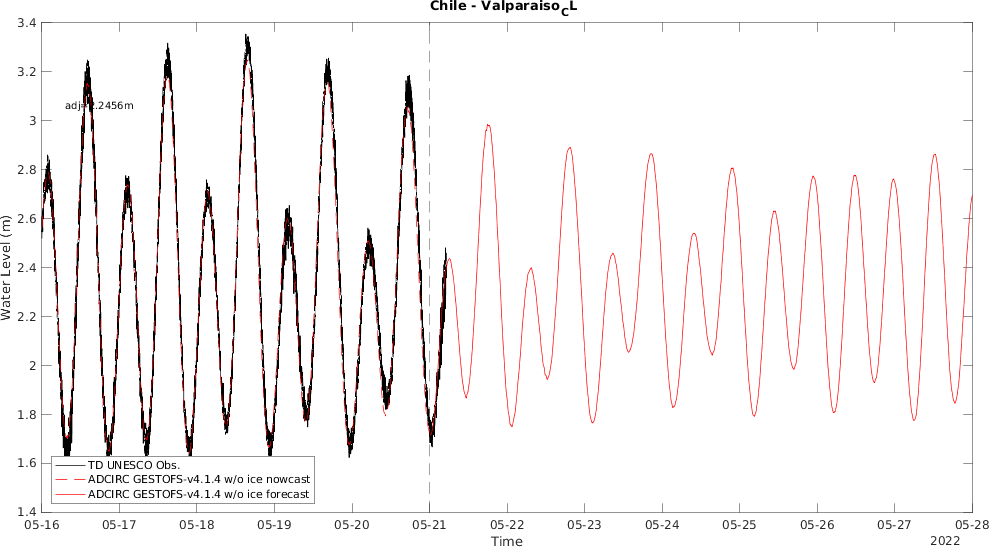 Chile - Valparaiso_CL
3.4
3.2
3
2.8
2.6
2.4
2.2
2
1.8
1.6
1.4
Water Level (m)
adj=2.2456m
TD UNESCO Obs.
ADCIRC GESTOFS-v4.1.4 w/o ice nowcast
ADCIRC GESTOFS-v4.1.4 w/o ice forecast
05-16 05-17 05-18 05-19 05-20 05-21 05-22 05-23 05-24 05-25 05-26 05-27 05-28
Time
2022